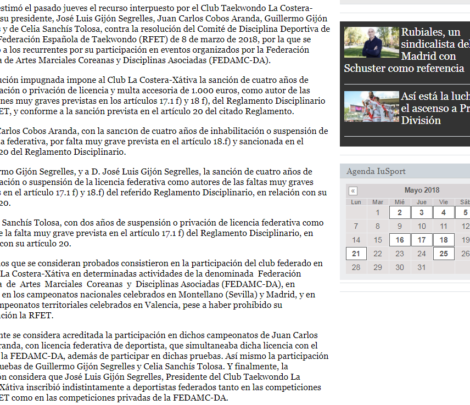 estimó el pasado jueves el recurso interpuesto por el Club Taekwondo La Costera-
su presidente, José Luis Gijón Segrelles, Juan Carlos Cobos Aranda, Guillermo Gijón
s y de Celia Sanchis Tolosa, contra la resolución del Comité de Disciplina Deportiva de
ederación Española de Taekwondo (RFET) de 8 de marzo de 2018, por la que se
ó a los recurrentes por su participación en eventos organizados por la Federación
a de Artes Marciales Coreanas y Disciplinas Asociadas (FEDAMC-DA).
nción impugnada impone al Club La Costera-Xàtiva la sanción de cuatro años de
ación o privación de licencia y multa accesoria de 1.000 euros, como autor de las
nes muy graves previstas en los artículos 17.1 f) y 18 f), del Reglamento Disciplinario
ET, y conforme a la sanción prevista en el artículo 20 del citado Reglamento.
Carlos Cobos Aranda, con la sanc10n de cuatro años de inhabilitación o suspensión de
a federativa, por falta muy grave prevista en el artículo 18.f) y sancionada en el
20 del Reglamento Disciplinario.
rmo Gijón Segrelles, y a D. José Luis Gijón Segrelles, la sanción de cuatro años de
ación o suspensión de la licencia federativa como autores de las faltas muy graves
s en el artículo 17.1 f) y 18.f) del referido Reglamento Disciplinario, en relación con su
20.
Sanchis Tolosa, con dos años de suspensión o privación de licencia federativa como
e la falta muy grave prevista en el artículo 17.1 f) del Reglamento Disciplinario, en
con su artículo 20.
os que se consideran probados consistieron en la participación del club federado en
La Costera-Xàtiva en determinadas actividades de la denominada Federación
a de Artes Marciales Coreanas y Disciplinas Asociadas (FEDAMC-DA), en
en los campeonatos nacionales celebrados en Montellano (Sevilla) y Madrid, y en
mpeonatos territoriales celebrados en Valencia, pese a haber prohibido su
ación la RFET.
nte se considera acreditada la participación en dichos campeonatos de Juan Carlos
randa, con licencia federativa de deportista, que simultaneaba dicha licencia con el
la FEDAMC-DA, además de participar en dichas pruebas. Así mismo la participación
uebas de Guillermo Gijón Segrelles y Celia Sanchis Tolosa. Y finalmente, la
ón considera que José Luis Gijón Segrelles, Presidente del Club Taekwondo La
Xàtiva inscribió indistintamente a deportistas federados tanto en las competiciones
FET como en las competiciones privadas de la FEDAMC-DA.
Rubiales, un
sindicalista de
Madrid con
Schuster como referencia
Así está la luch
el ascenso a Pr
División
Agenda IuSport
« Mayo 2018
Lun Mar Mié Jue Vie Sáb
1 2 3 4 5
7 8 9 10 11 12
14 15 16 17 18 19
21 22 23 24 25 26
28 29 30 31